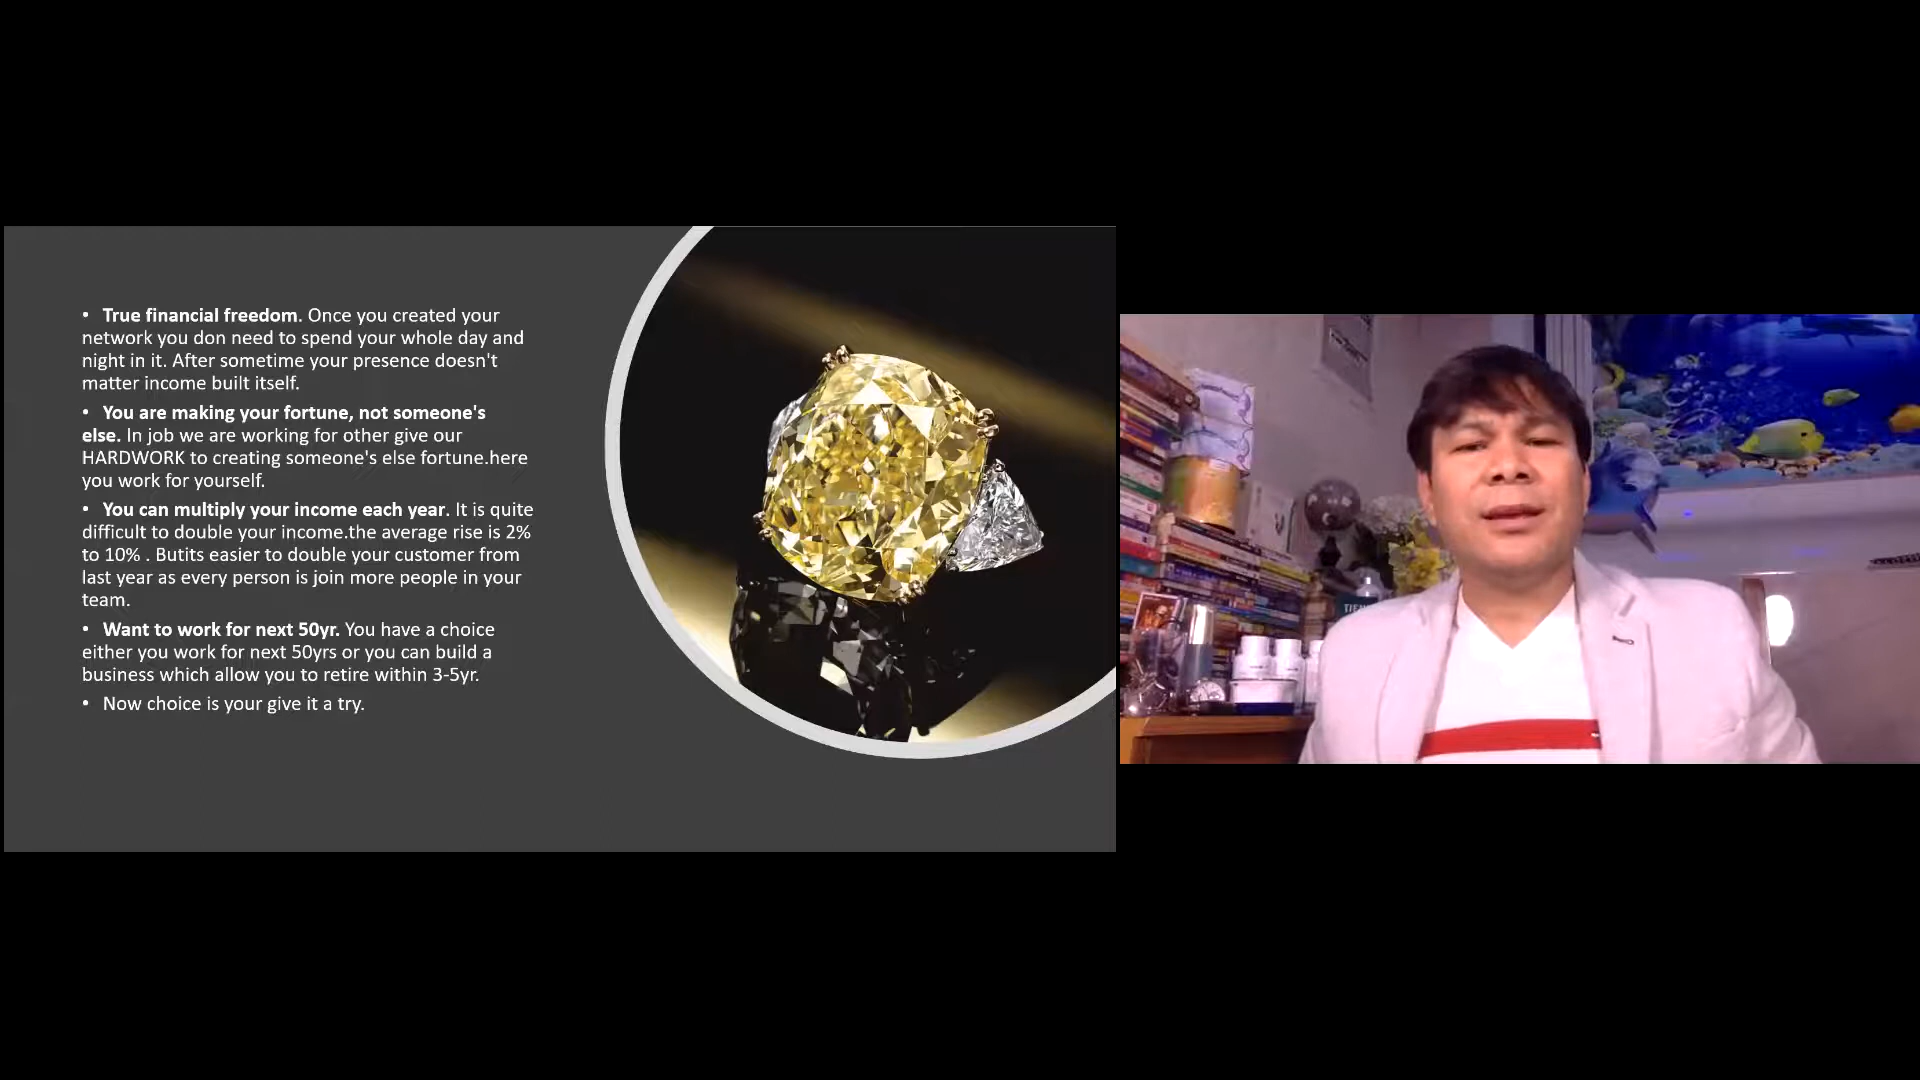 • True financial freedom. Once you created your
network you don need to spend your whole day and
night in it. After sometime your presence doesn't
matter income built itself.
• You are making your fortune, not someone's
else. In job we are working for other give our
HARDWORK to creating someone's else fortune.here
you work for yourself.
• You can multiply your income each year. It is quite
difficult to double your income.the average rise is 2%
to 10% . Butits easier to double your customer from
last year as every person is join more people in your
team.
• Want to work for next 50yr. You have a choice
either you work for next 50yrs or you can build a
business which allow you to retire within 3-5yr.
• Now choice is your give it a try.